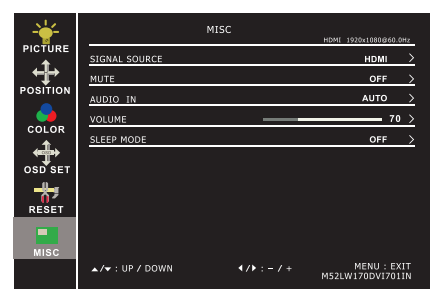 MISC
HDMI 1920x1080@60.0Hz
PICTURE
POSITION
COLOR
OSD
OSD SET
RESET
MISC
SIGNAL SOURCE HDMI >
MUTE OFF >
AUDIO IN AUTO >
VOLUME 70 >
SLEEP MODE OFF >
▲/▼ : UP / DOWN ◀/▶ : – / + MENU : EXIT
M52LW170DVI701IN